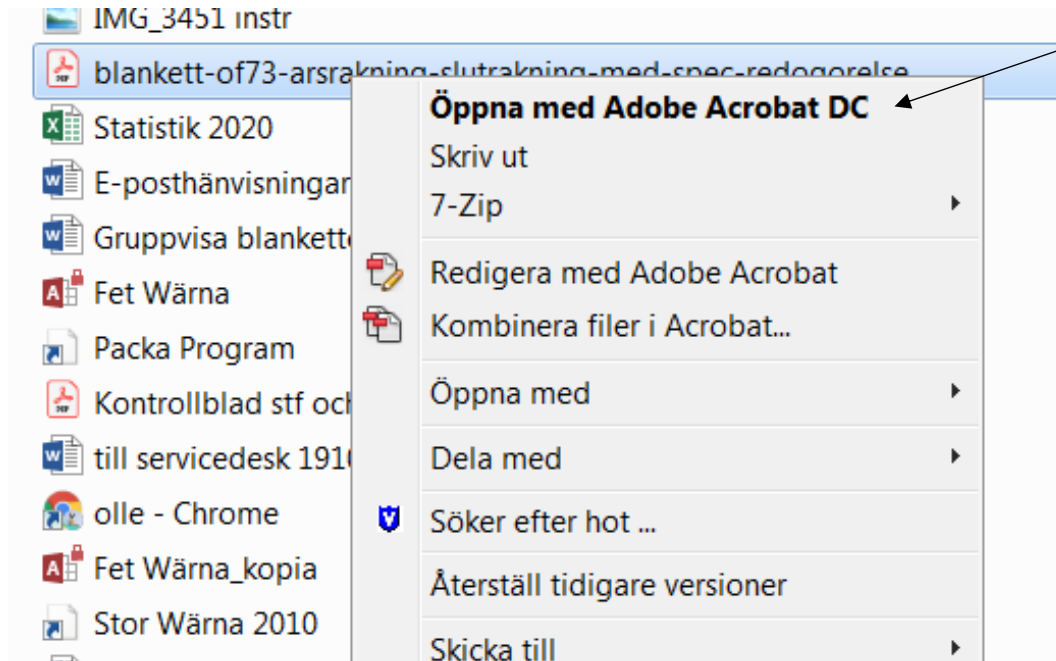 IMG_3451 instr
blankett-of73-arsrakning-slutrakning-med-spec-redogorelse
Statistik 2020
E-posthänvisningar
Gruppvisa blankett
Fet Wärna
Packa Program
Kontrollblad stf och
till servicedesk 191
olle - Chrome
Fet Wärna_kopia
Stor Wärna 2010
Öppna med Adobe Acrobat DC
Skriv ut
7-Zip
Redigera med Adobe Acrobat
Kombinera filer i Acrobat...
Öppna med
Dela med
Söker efter hot ...
Återställ tidigare versioner
Skicka till